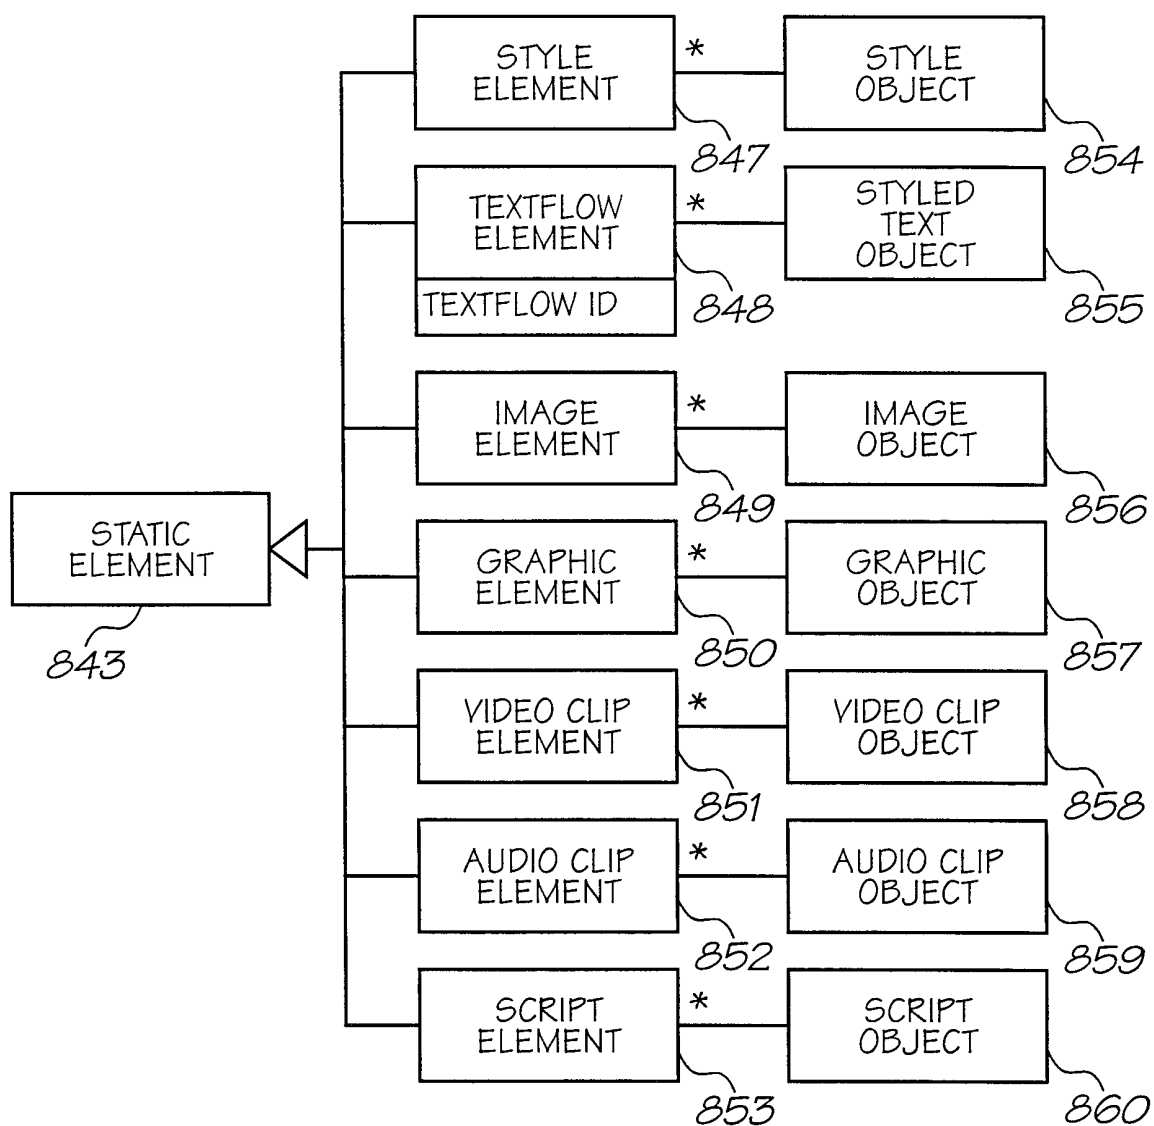 STYLE
ELEMENT
*
STYLE
OBJECT
847
854
TEXTFLOW
ELEMENT
TEXTFLOW ID
*
STYLED
TEXT
OBJECT
848
855
IMAGE
ELEMENT
*
IMAGE
OBJECT
849
856
STATIC
ELEMENT
843
GRAPHIC
ELEMENT
*
GRAPHIC
OBJECT
850
857
VIDEO CLIP
ELEMENT
*
VIDEO CLIP
OBJECT
851
858
AUDIO CLIP
ELEMENT
*
AUDIO CLIP
OBJECT
852
859
SCRIPT
ELEMENT
*
SCRIPT
OBJECT
853
860